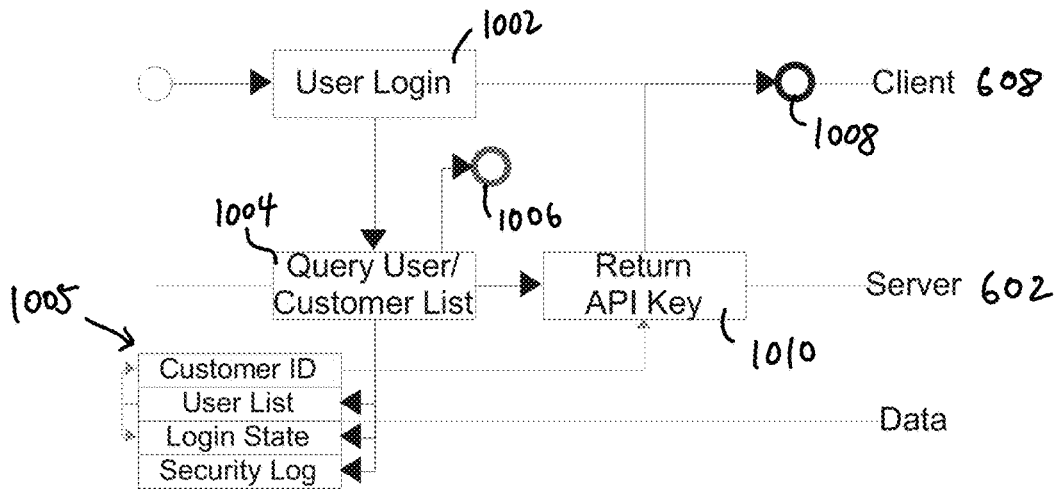 1002
User Login
Client 608
1008
1006
1004
Query User/
Customer List
Return
API Key
Server 602
1005
1010
Customer ID
User List
Data
Login State
Security Log